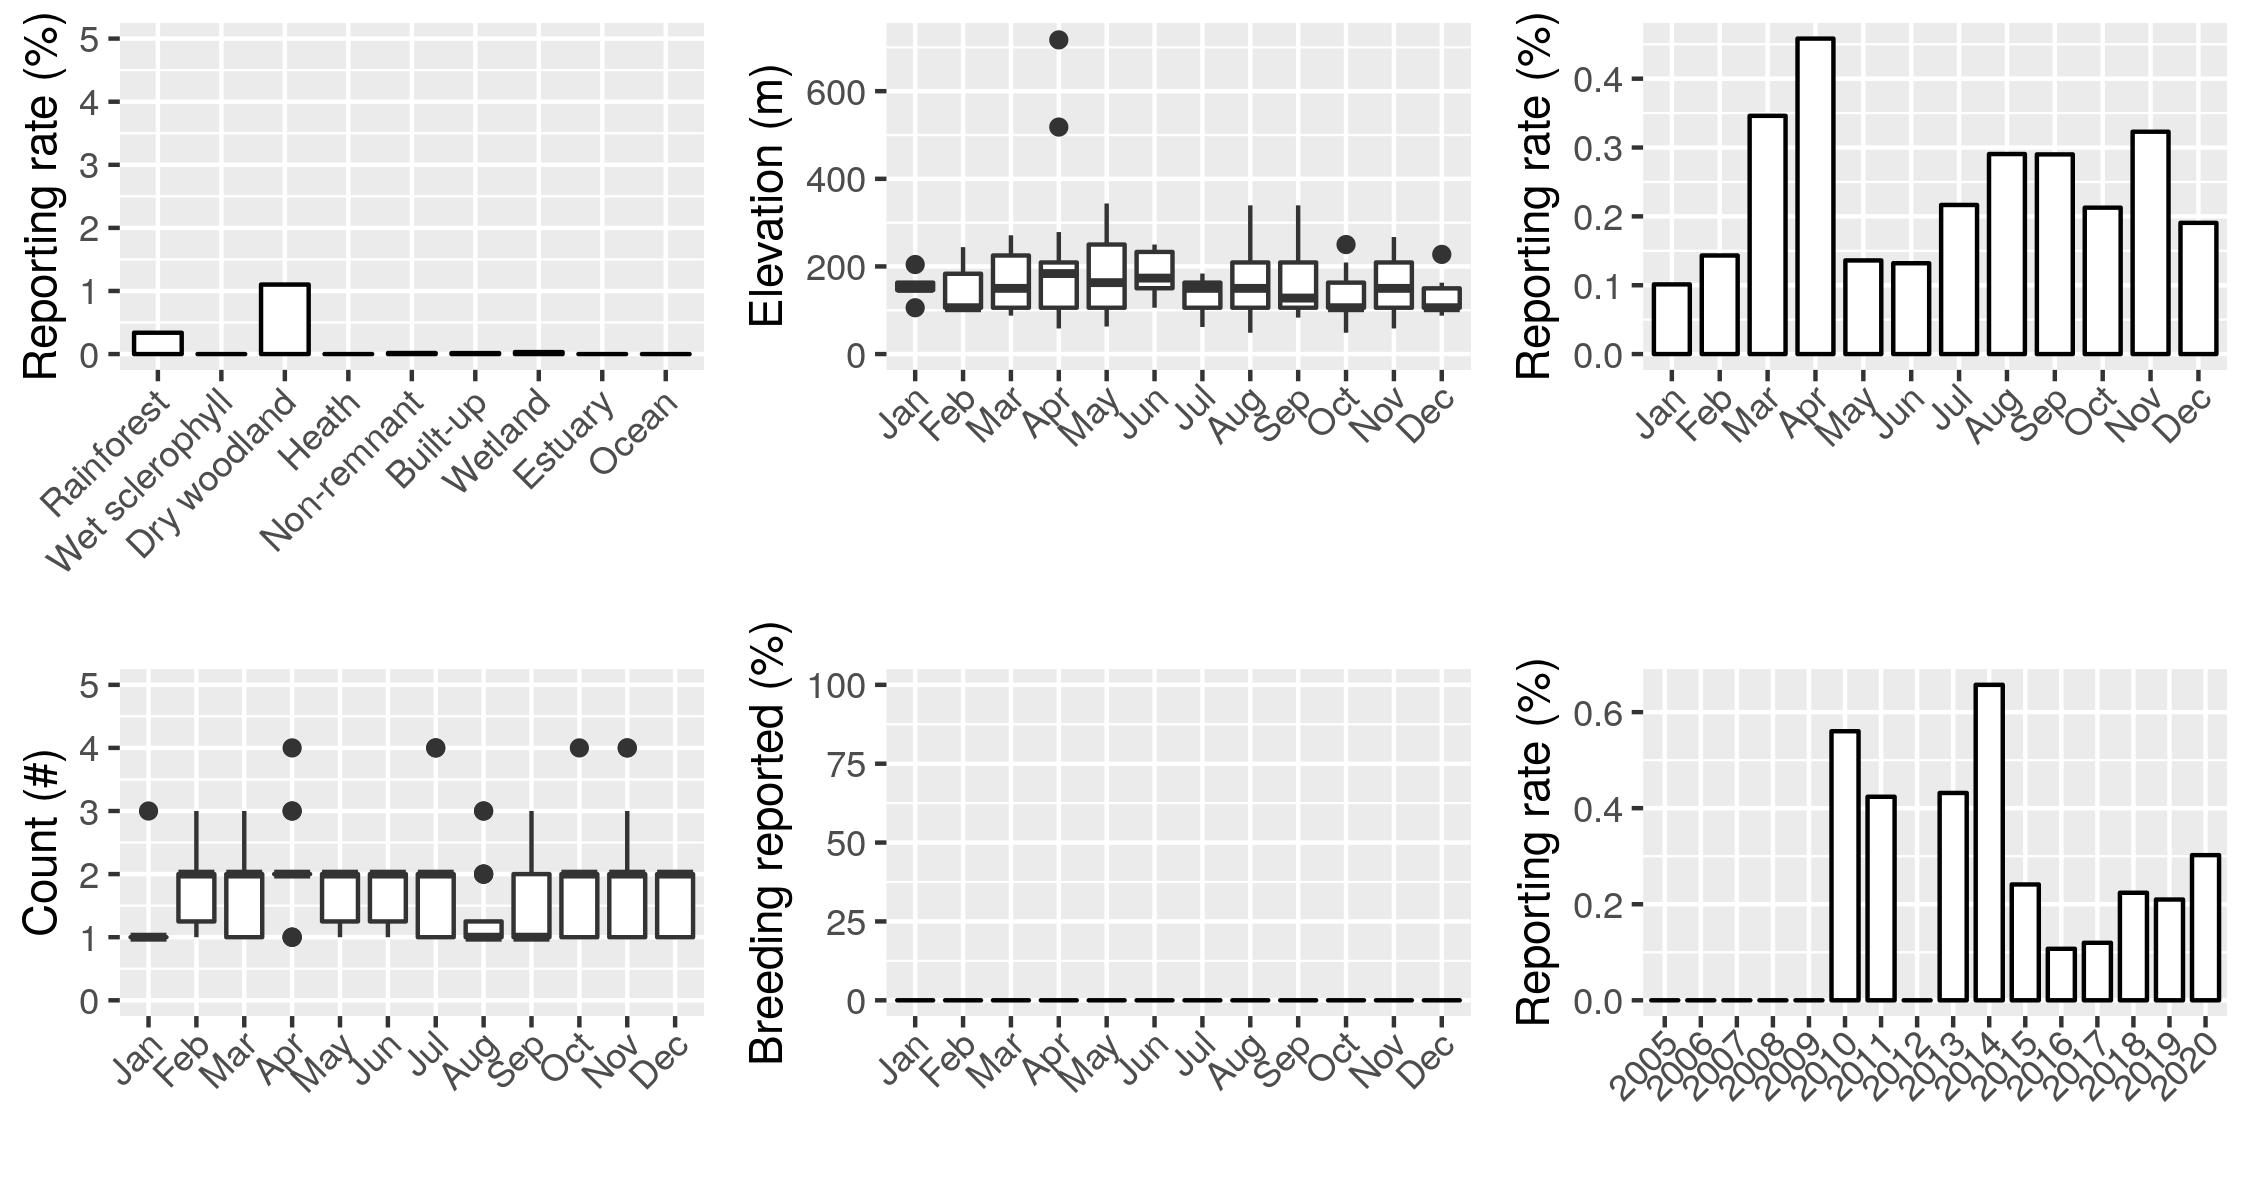 Reporting rate (%)
5
4
3
2
1
0
Rainforest
Wet sclerophyll
Dry woodland
Heath
Non-remnant
Built-up
Wetland
Estuary
Ocean
Elevation (m)
600
400
200
0
Jan
Feb
Mar
Apr
May
Jun
Jul
Aug
Sep
Oct
Nov
Dec
Reporting rate (%)
0.4
0.3
0.2
0.1
0.0
Jan
Feb
Mar
Apr
May
Jun
Jul
Aug
Sep
Oct
Nov
Dec
Count (#)
5
4
3
2
1
0
Jan
Feb
Mar
Apr
May
Jun
Jul
Aug
Sep
Oct
Nov
Dec
Breeding reported (%)
100
75
50
25
0
Jan
Feb
Mar
Apr
May
Jun
Jul
Aug
Sep
Oct
Nov
Dec
Reporting rate (%)
0.6
0.4
0.2
0.0
2005
2006
2007
2008
2009
2010
2011
2012
2013
2014
2015
2016
2017
2018
2019
2020